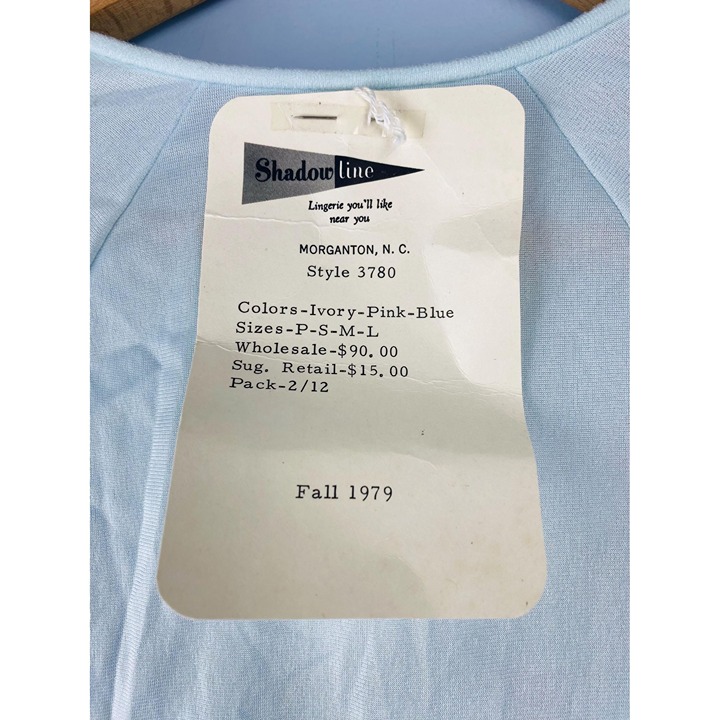 Shadowline
Lingerie you'll like
near you
MORGANTON, N. C.
Style 3780
Colors-Ivory-Pink-Blue
Sizes-P-S-M-L
Wholesale-$90.00
Sug. Retail-$15.00
Pack-2/12
Fall 1979